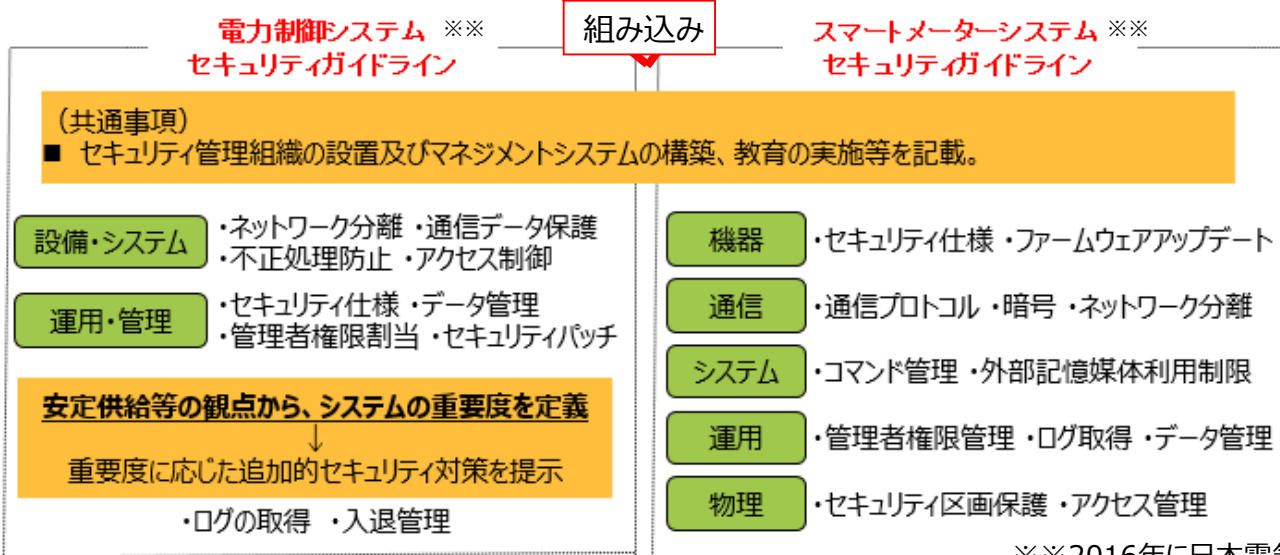 組み込み
電力制御システム ※※
セキュリティガイドライン
スマートメーターシステム ※※
セキュリティガイドライン
（共通事項）
■ セキュリティ管理組織の設置及びマネジメントシステムの構築、教育の実施等を記載。
設備・システム
・ネットワーク分離 ・通信データ保護
・不正処理防止 ・アクセス制御
運用・管理
・セキュリティ仕様 ・データ管理
・管理者権限割当 ・セキュリティパッチ
安定供給等の観点から、システムの重要度を定義
↓
重要度に応じた追加的セキュリティ対策を提示
・ログの取得 ・入退管理
機器 ・セキュリティ仕様 ・ファームウェアアップデート
通信 ・通信プロトコル ・暗号 ・ネットワーク分離
システム ・コマンド管理 ・外部記憶媒体利用制限
運用 ・管理者権限管理 ・ログ取得 ・データ管理
物理 ・セキュリティ区画保護 ・アクセス管理
※※2016年に日本電